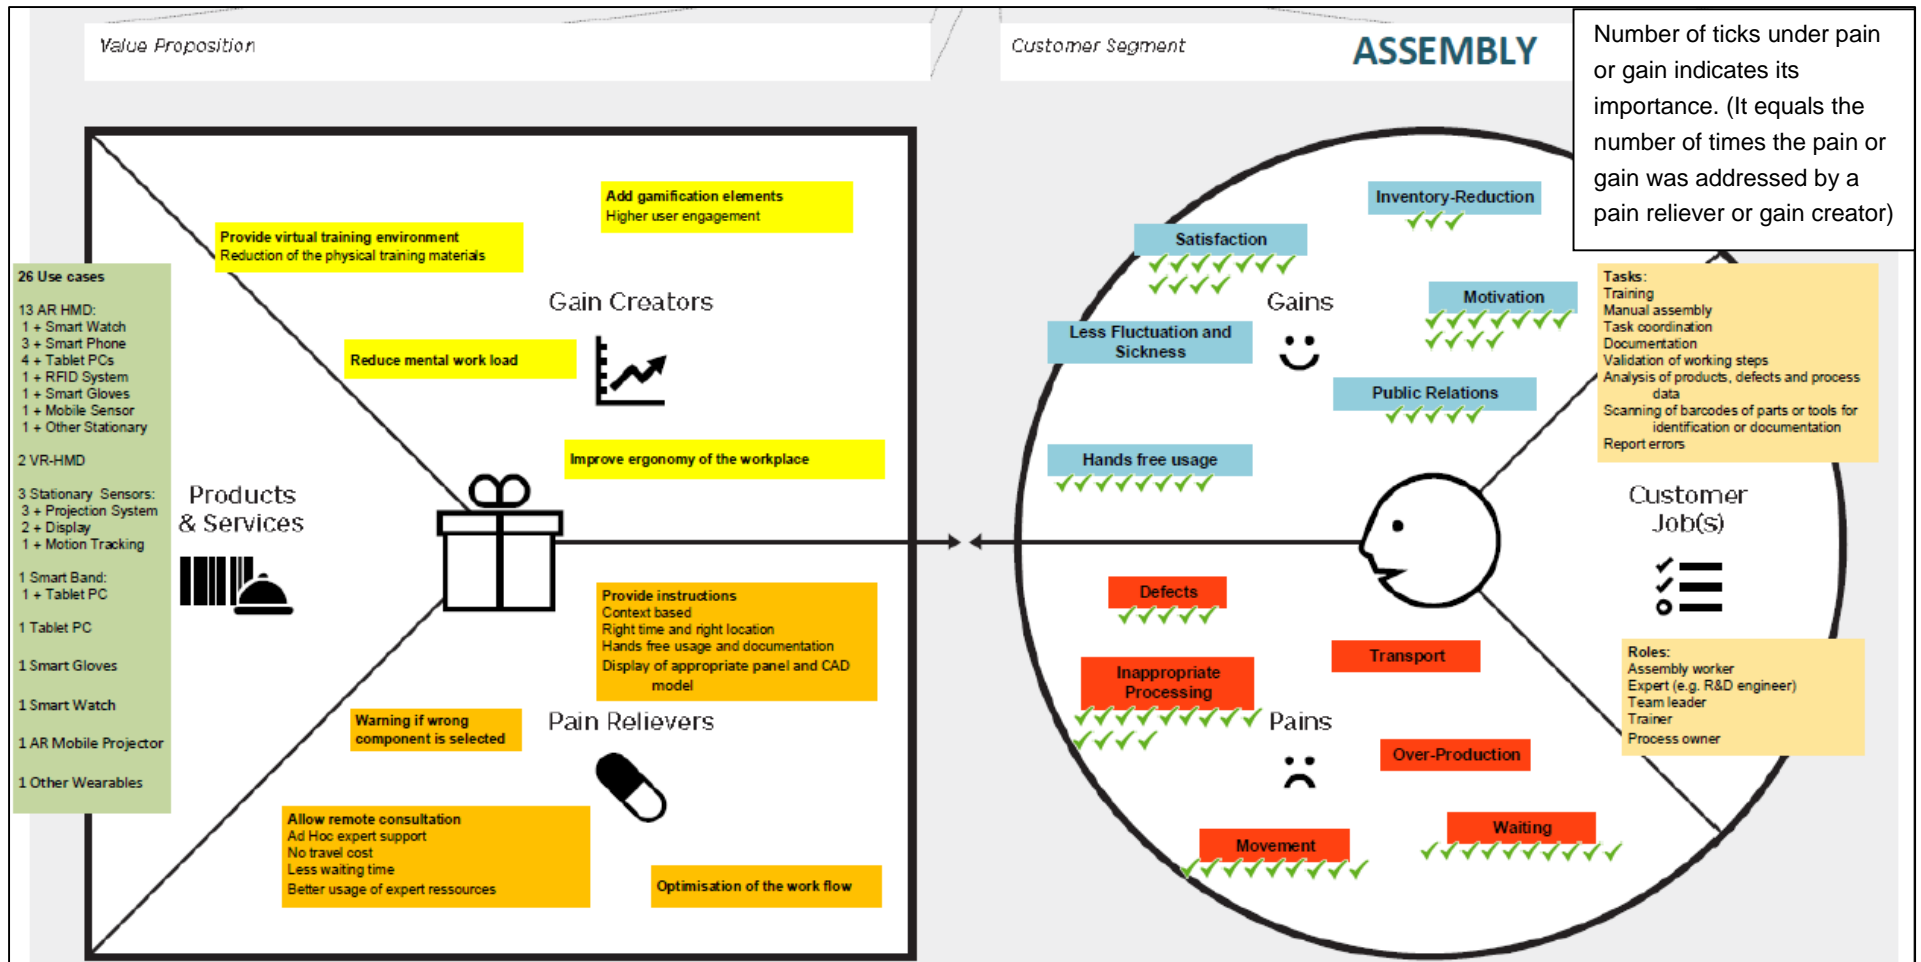 Value Proposition
Customer Segment
ASSEMBLY
Number of ticks under pain
or gain indicates its
importance. (It equals the
number of times the pain or
gain was addressed by a
pain reliever or gain creator)
Add gamification elements
Higher user engagement
Provide virtual training environment
Reduction of the physical training materials
Gain Creators
Reduce mental work load
Improve ergonomy of the workplace
26 Use cases
13 AR HMD:
1 + Smart Watch
3 + Smart Phone
4 + Tablet PCs
1 + RFID System
1 + Smart Gloves
1 + Mobile Sensor
1 + Other Stationary
2 VR-HMD
3 Stationary Sensors:
3 + Projection System
2 + Display
1 + Motion Tracking
1 Smart Band:
1 + Tablet PC
1 Tablet PC
1 Smart Gloves
1 Smart Watch
1 AR Mobile Projector
1 Other Wearables
Products
& Services
Provide instructions
Context based
Right time and right location
Hands free usage and documentation
Display of appropriate panel and CAD
model
Warning if wrong
component is selected
Pain Relievers
Allow remote consultation
Ad Hoc expert support
No travel cost
Less waiting time
Better usage of expert ressources
Optimisation of the work flow
Inventory-Reduction
Satisfaction
Gains
Motivation
Less Fluctuation and
Sickness
Public Relations
Hands free usage
Defects
Transport
Inappropriate
Processing
Pains
Over-Production
Waiting
Movement
Tasks:
Training
Manual assembly
Task coordination
Documentation
Validation of working steps
Analysis of products, defects and process
data
Scanning of barcodes of parts or tools for
identification or documentation
Report errors
Customer
Job(s)
Roles:
Assembly worker
Expert (e.g. R&D engineer)
Team leader
Trainer
Process owner